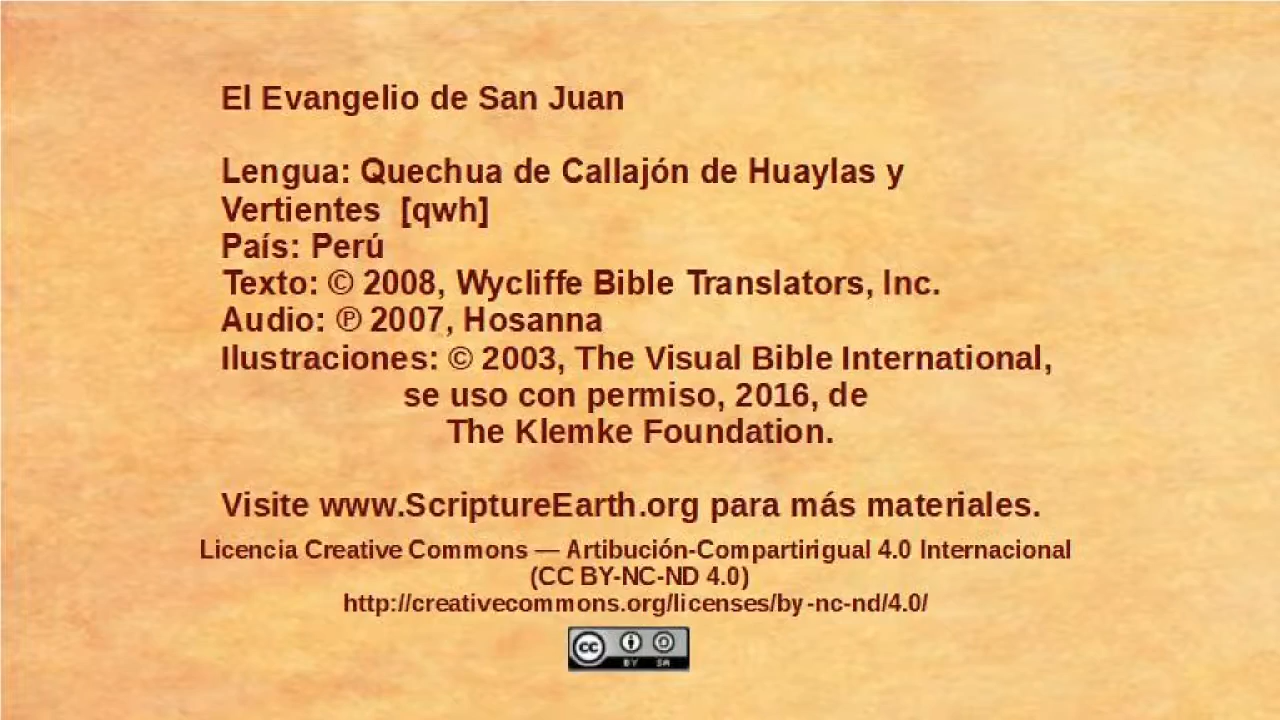 El Evangelio de San Juan
Lengua: Quechua de Callajón de Huaylas y
Vertientes [qwh]
País: Perú
Texto: © 2008, Wycliffe Bible Translators, Inc.
Audio: ℗ 2007, Hosanna
Ilustraciones: © 2003, The Visual Bible International,
se uso con permiso, 2016, de
The Klemke Foundation.
Visite www.ScriptureEarth.org para más materiales.
Licencia Creative Commons — Artibución-Compartirigual 4.0 Internacional
(CC BY-NC-ND 4.0)
http://creativecommons.org/licenses/by-nc-nd/4.0/
cc BY SA